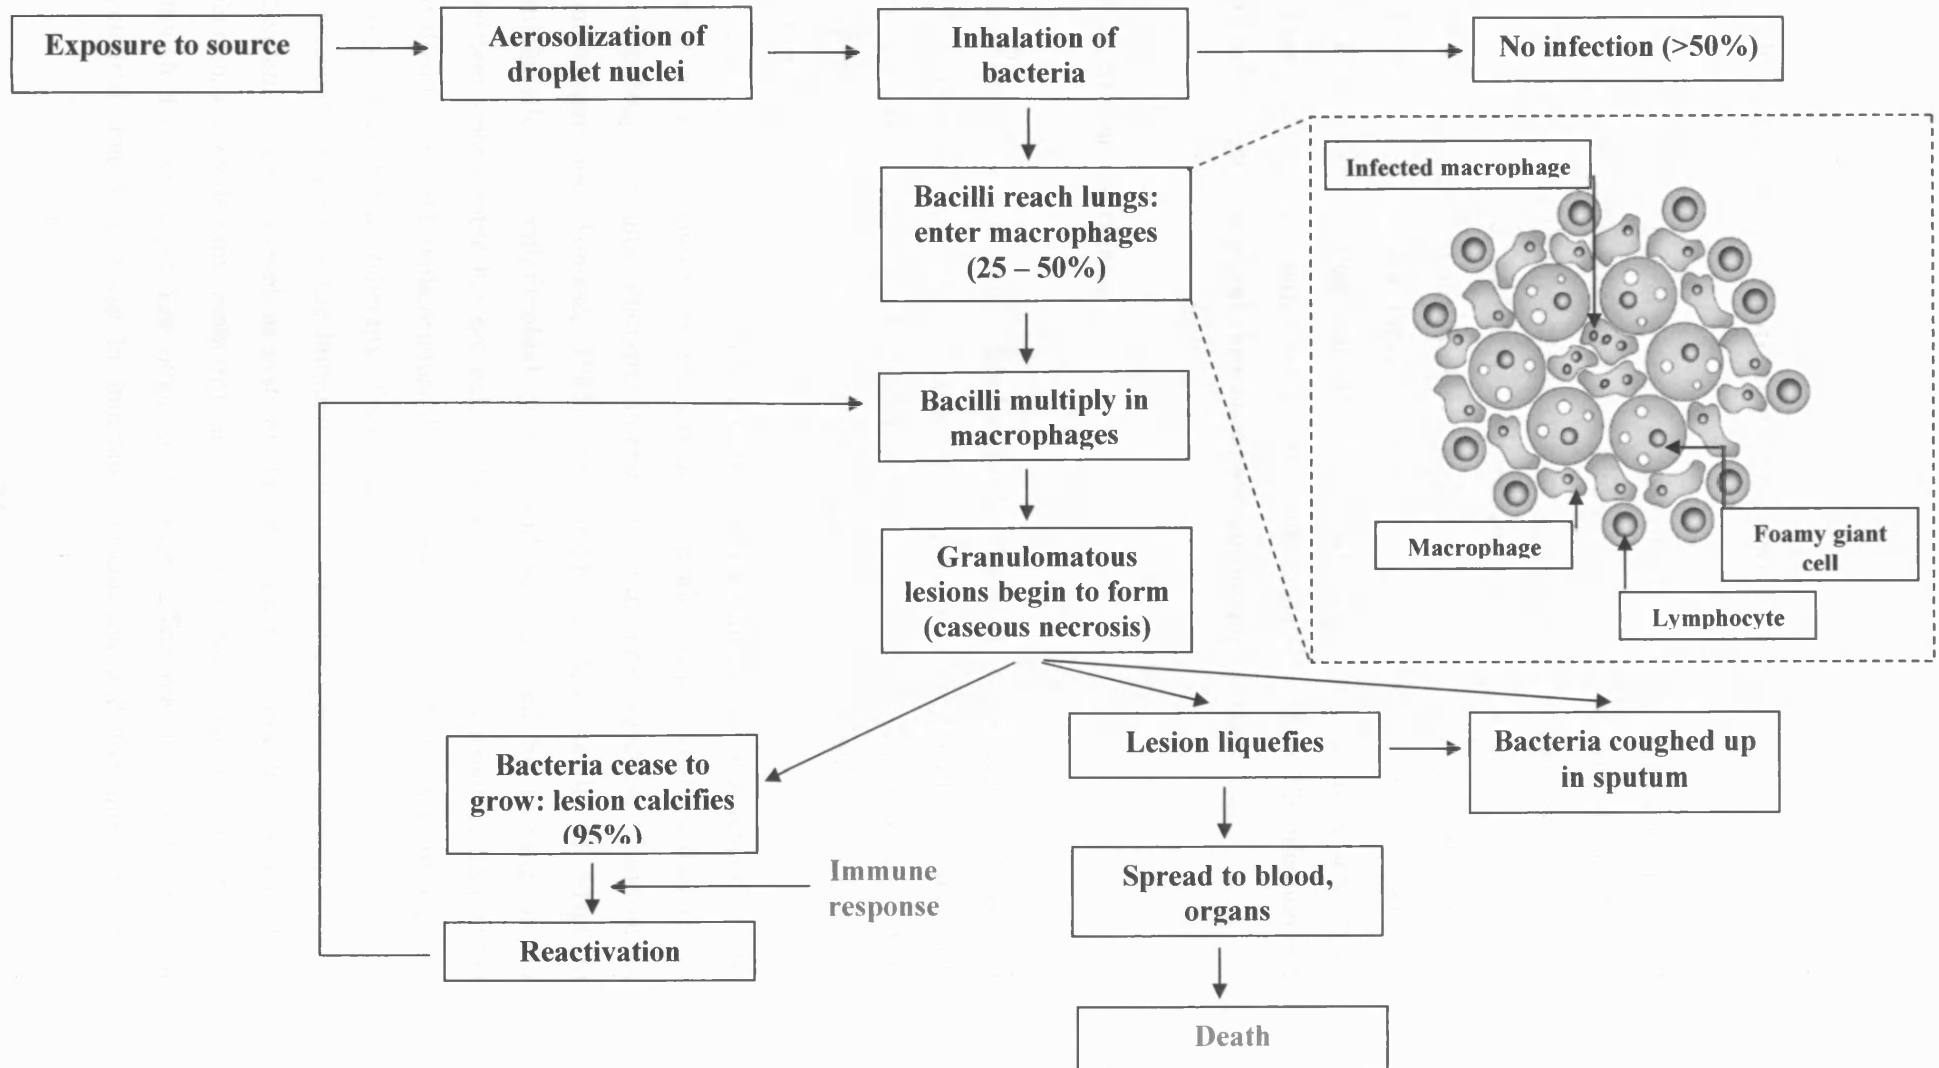 Exposure to source
Aerosolization of
droplet nuclei
Inhalation of
bacteria
No infection (>50%)
Bacilli reach lungs:
enter macrophages
(25 – 50%)
Infected macrophage
Bacilli multiply in
macrophages
Macrophage
Foamy giant
cell
Lymphocyte
Granulomatous
lesions begin to form
(caseous necrosis)
Bacteria cease to
grow: lesion calcifies
(95%)
Lesion liquefies
Bacteria coughed up
in sputum
Immune
response
Spread to blood,
organs
Reactivation
Death